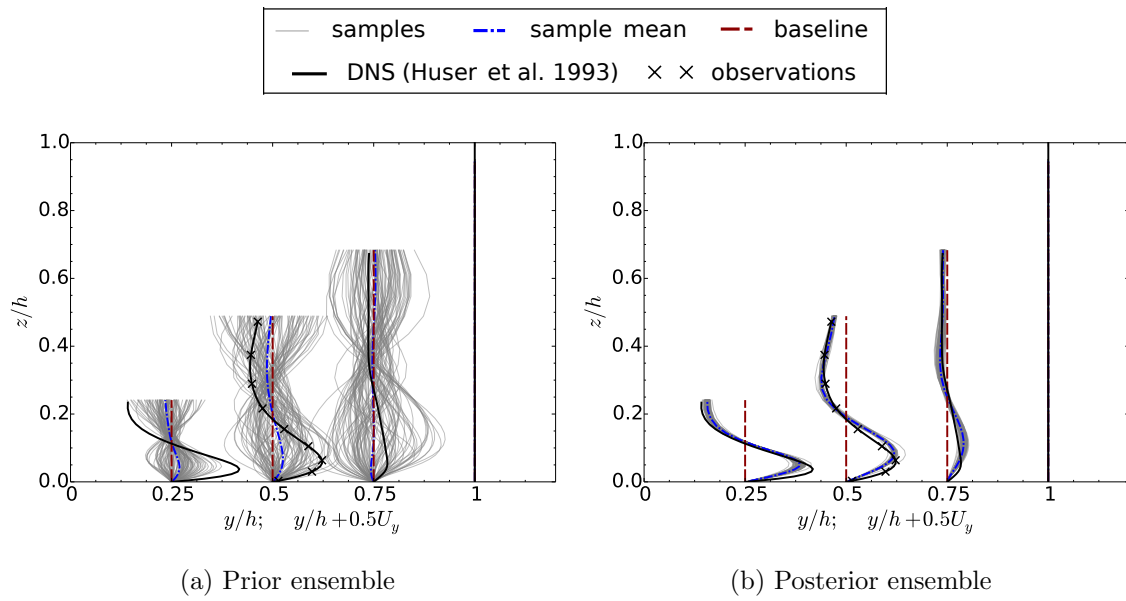 samples sample mean baseline
DNS (Huser et al. 1993) × × observations
1.0
0.8
0.6
0.4
0.2
0.0
z/h
0 0.25 0.5 0.75 1
y/h; y/h + 0.5U_y
(a) Prior ensemble
1.0
0.8
0.6
0.4
0.2
0.0
z/h
0 0.25 0.5 0.75 1
y/h; y/h + 0.5U_y
(b) Posterior ensemble